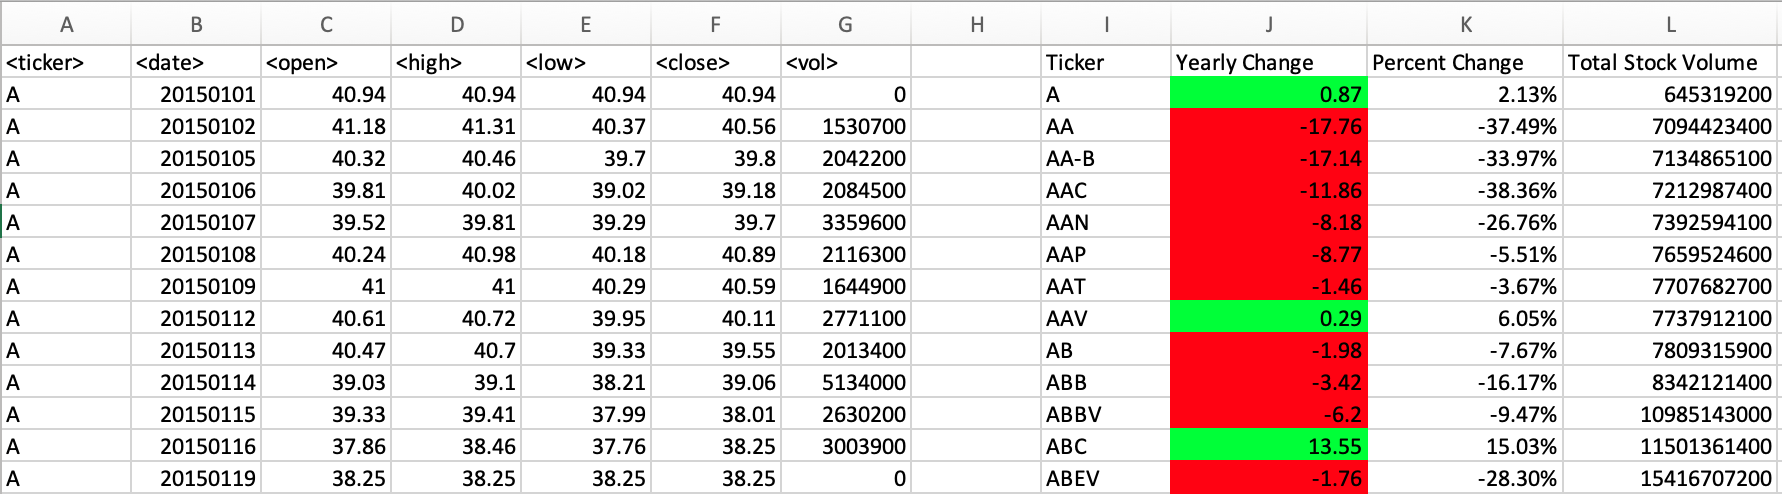 A B C D E F G H I J K L
<ticker> <date> <open> <high> <low> <close> <vol> Ticker Yearly Change Percent Change Total Stock Volume
A 20150101 40.94 40.94 40.94 40.94 0 A 0.87 2.13% 645319200
A 20150102 41.18 41.31 40.37 40.56 1530700 AA -17.76 -37.49% 7094423400
A 20150105 40.32 40.46 39.7 39.8 2042200 AA-B -17.14 -33.97% 7134865100
A 20150106 39.81 40.02 39.02 39.18 2084500 AAC -11.86 -38.36% 7212987400
A 20150107 39.52 39.81 39.29 39.7 3359600 AAN -8.18 -26.76% 7392594100
A 20150108 40.24 40.98 40.18 40.89 2116300 AAP -8.77 -5.51% 7659524600
A 20150109 41 41 40.29 40.59 1644900 AAT -1.46 -3.67% 7707682700
A 20150112 40.61 40.72 39.95 40.11 2771100 AAV 0.29 6.05% 7737912100
A 20150113 40.47 40.7 39.33 39.55 2013400 AB -1.98 -7.67% 7809315900
A 20150114 39.03 39.1 38.21 39.06 5134000 ABB -3.42 -16.17% 8342121400
A 20150115 39.33 39.41 37.99 38.01 2630200 ABBV -6.2 -9.47% 10985143000
A 20150116 37.86 38.46 37.76 38.25 3003900 ABC 13.55 15.03% 11501361400
A 20150119 38.25 38.25 38.25 38.25 0 ABEV -1.76 -28.30% 15416707200